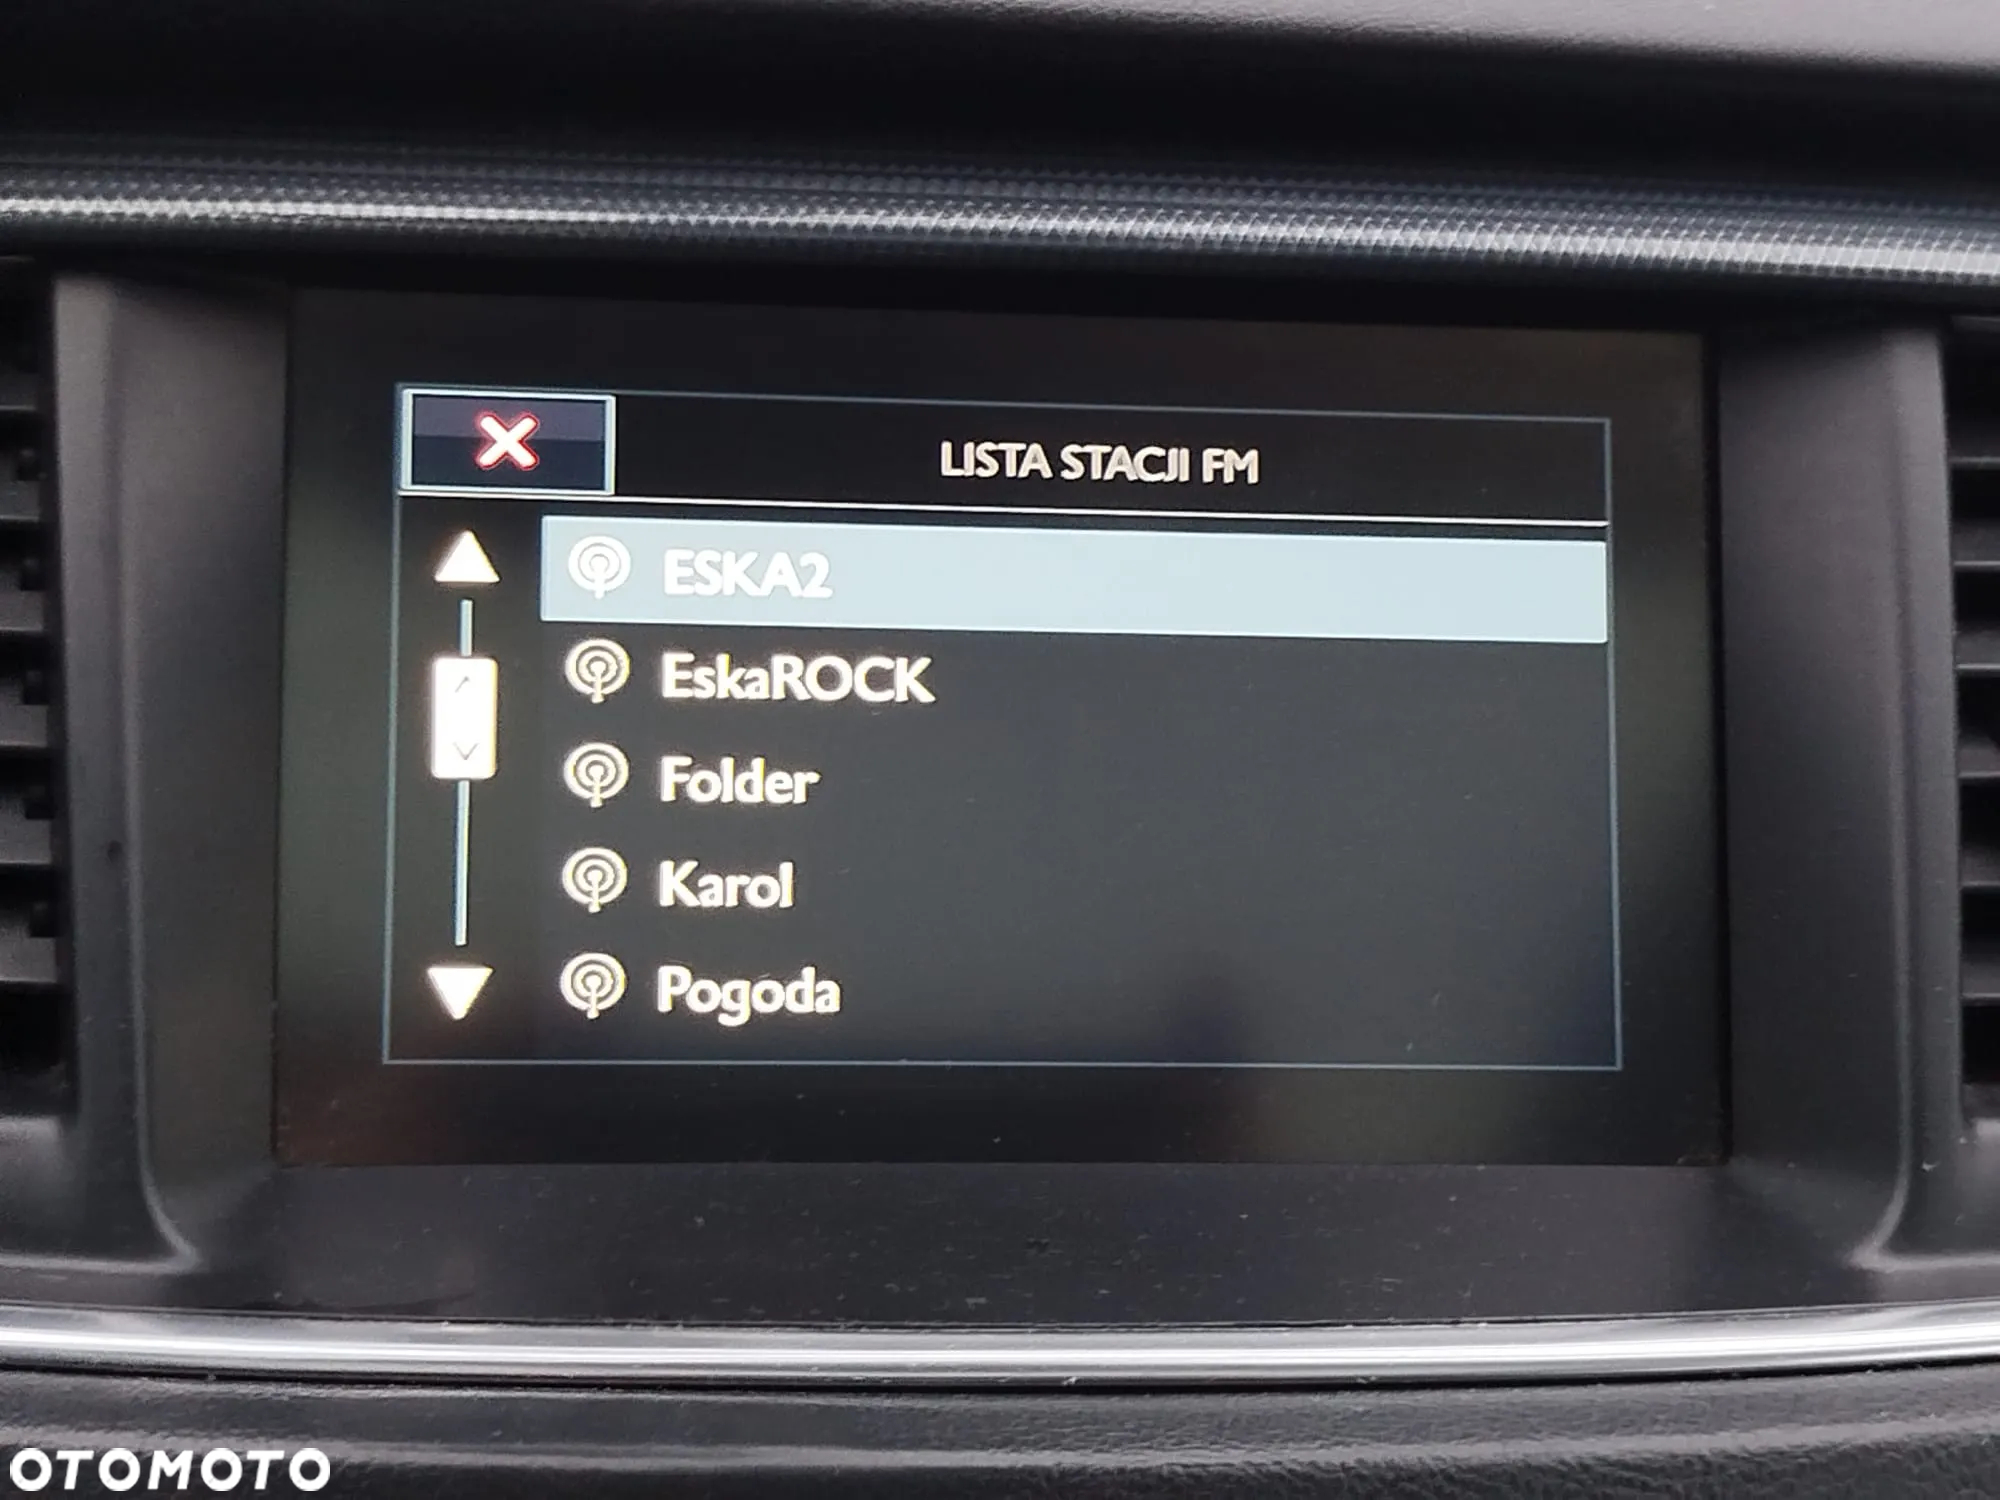 LISTA STACJI FM
ESKA2
EskaROCK
Folder
Karol
Pogoda
OTOMOTO